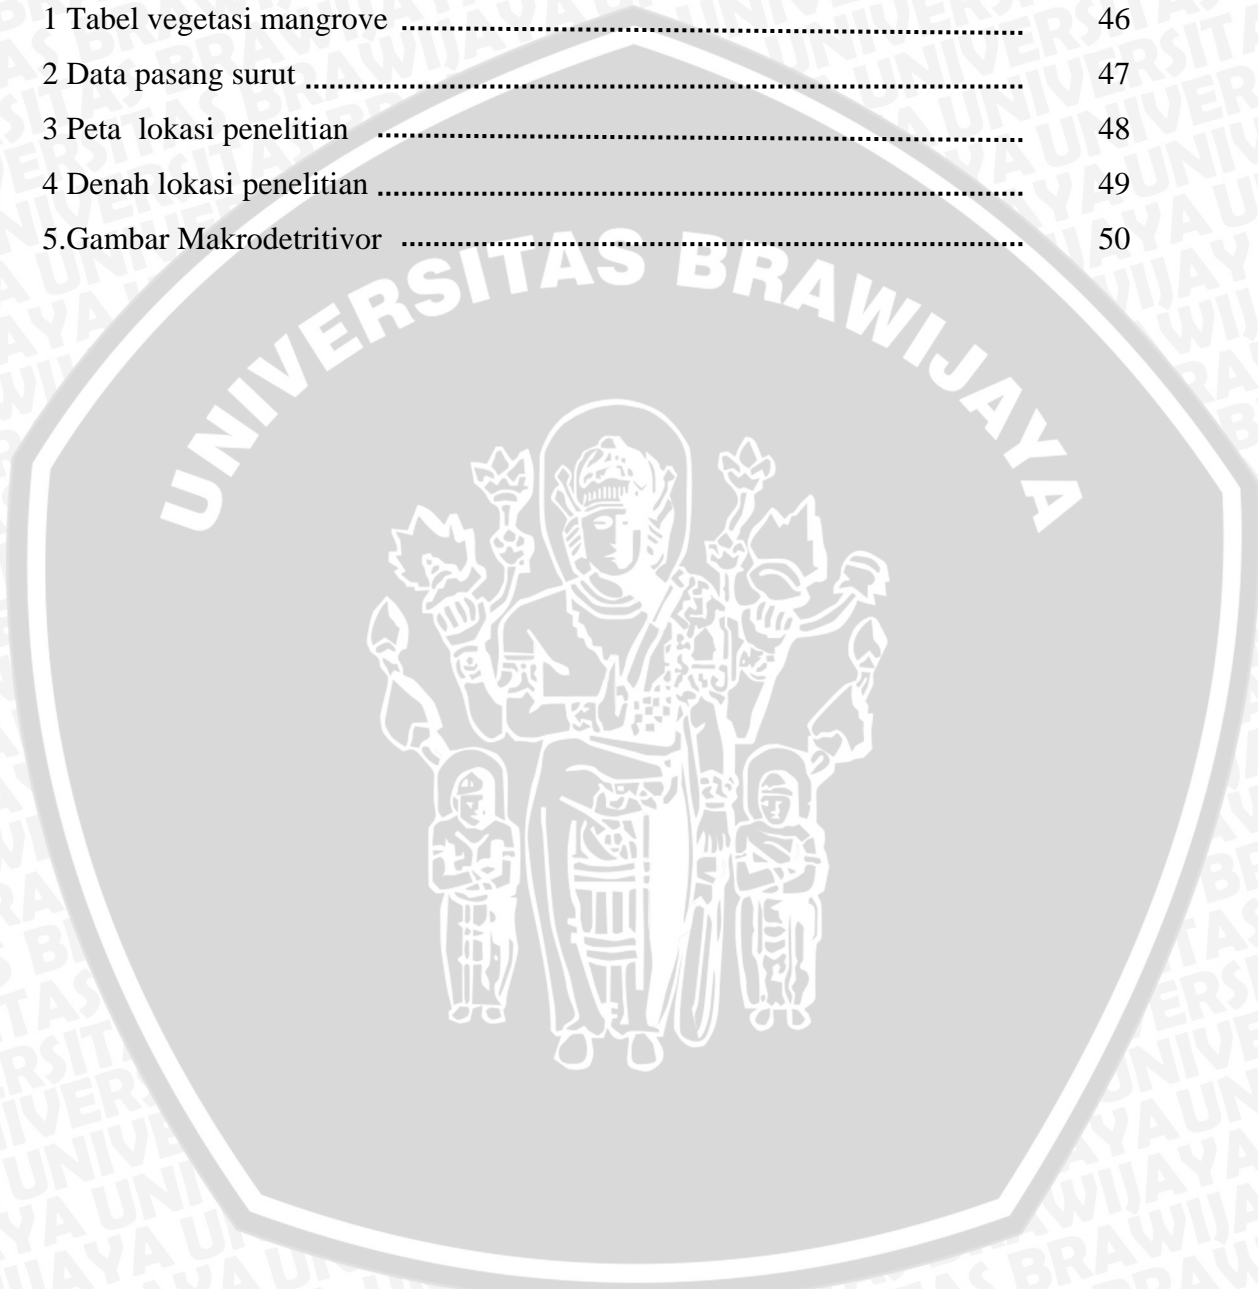 1 Tabel vegetasi mangrove ........................................................................ 46
2 Data pasang surut ........................................................................ 47
3 Peta lokasi penelitian ........................................................................ 48
4 Denah lokasi penelitian ........................................................................ 49
5.Gambar Makrodetritivor ........................................................................ 50
UNIVERSITAS BRAWIJAYA